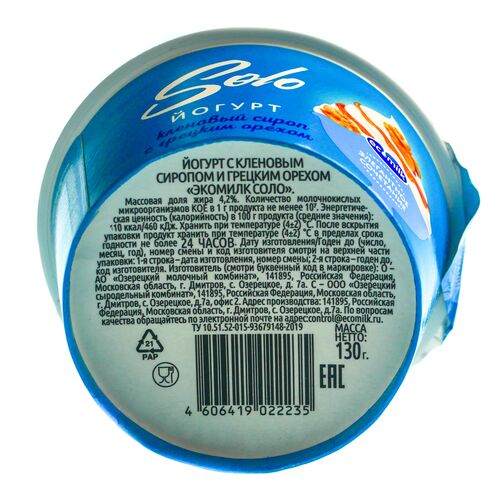 Solo
ЙОГУРТ
кленовый сироп
с грецким орехом
ecomilk
ЙОГУРТ С КЛЕНОВЫМ
СИРОПОМ И ГРЕЦКИМ ОРЕХОМ
«ЭКОМИЛК СОЛО».
Массовая доля жира 4,2%. Количество молочнокислых
микроорганизмов КОЕ в 1 г продукта не менее 10⁷. Энергетичес-
кая ценность (калорийность) в 100 г продукта (средние значения):
110 ккал/460 кДж. Хранить при температуре (4±2) °С. После вскрытия
упаковки продукт хранить при температуре (4±2) °С в пределах срока
годности не более 24 ЧАСОВ. Дату изготовления/Годен до (число,
месяц, год), номер смены и код изготовителя смотри на верхней части
упаковки: 1-я строка – дата изготовления, номер смены; 2-я строка – годен до,
код изготовителя. Изготовитель (смотри буквенный код в маркировке): О –
АО «Озерецкий молочный комбинат», 141895, Российская Федерация,
Московская область, г. Дмитров, с. Озерецкое, д. 7а. С – ООО «Озерецкий
сыродельный комбинат», 141895, Российская Федерация, Московская область,
г. Дмитров, с. Озерецкое, д.7а, офис 2. Адрес производства: 141895, Российская
Федерация, Московская область, г. Дмитров, с. Озерецкое, д.7а. По вопросам
качества обращайтесь по электронной почте на адрес:control@ecomilk.ru.
ТУ 10.51.52-015-93679148-2019
МАССА
НЕТТО:
130 г.
21
PAP
EAC
4 606419 022235